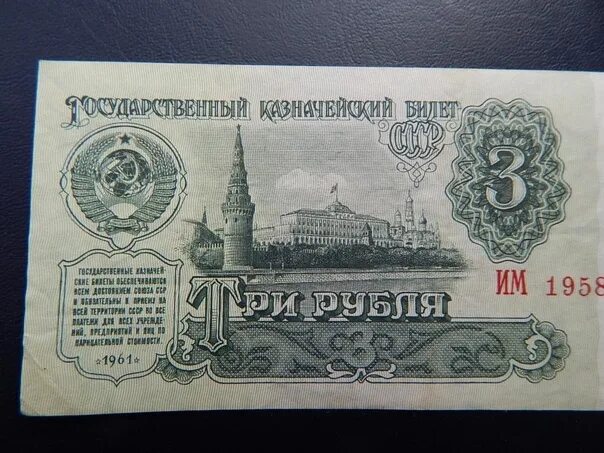 ГОСУДАРСТВЕННЫЙ КАЗНАЧЕЙСКИЙ БИЛЕТ
СССР
3
ГОСУДАРСТВЕННЫЕ КАЗНАЧЕЙ-
СКИЕ БИЛЕТЫ ОБЕСПЕЧИВАЮТСЯ
ВСЕМ ДОСТОЯНИЕМ СОЮЗА ССР
И ОБЯЗАТЕЛЬНЫ К ПРИЕМУ НА
ВСЕЙ ТЕРРИТОРИИ СССР ВО ВСЕ
ПЛАТЕЖИ ДЛЯ ВСЕХ УЧРЕЖДЕ-
НИЙ, ПРЕДПРИЯТИЙ И ЛИЦ ПО
НАРИЦАТЕЛЬНОЙ СТОИМОСТИ.
1961
ИМ 1958
ТРИ РУБЛЯ
3